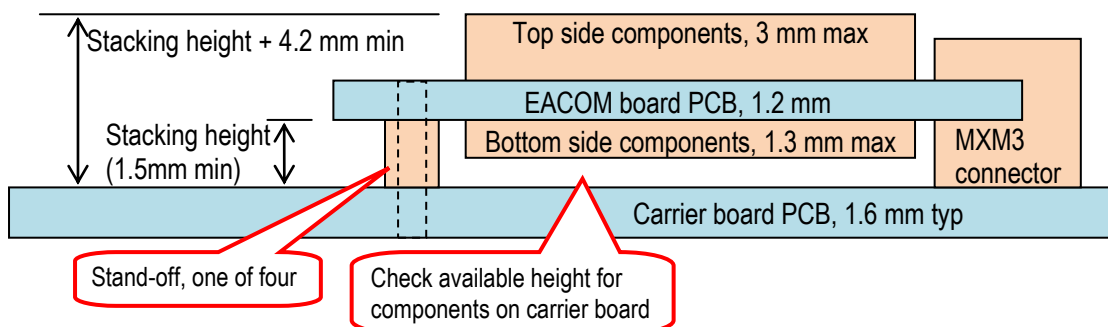 Stacking height + 4.2 mm min
Top side components, 3 mm max
EACOM board PCB, 1.2 mm
Stacking height
(1.5mm min)
Bottom side components, 1.3 mm max
MXM3
connector
Carrier board PCB, 1.6 mm typ
Stand-off, one of four
Check available height for
components on carrier board